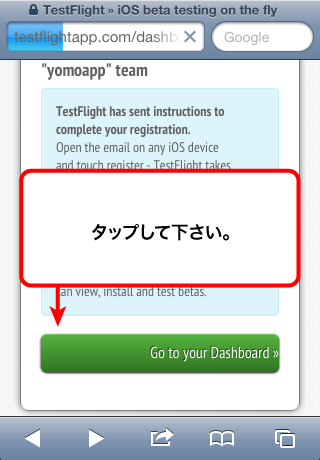 TestFlight » iOS beta testing on the fly
testflightapp.com/dashb
Google
"yomoapp" team
TestFlight has sent instructions to
complete your registration.
Open the email on any iOS device
and touch register - TestFlight takes
タップして下さい。
can view, install and test betas.
Go to your Dashboard »